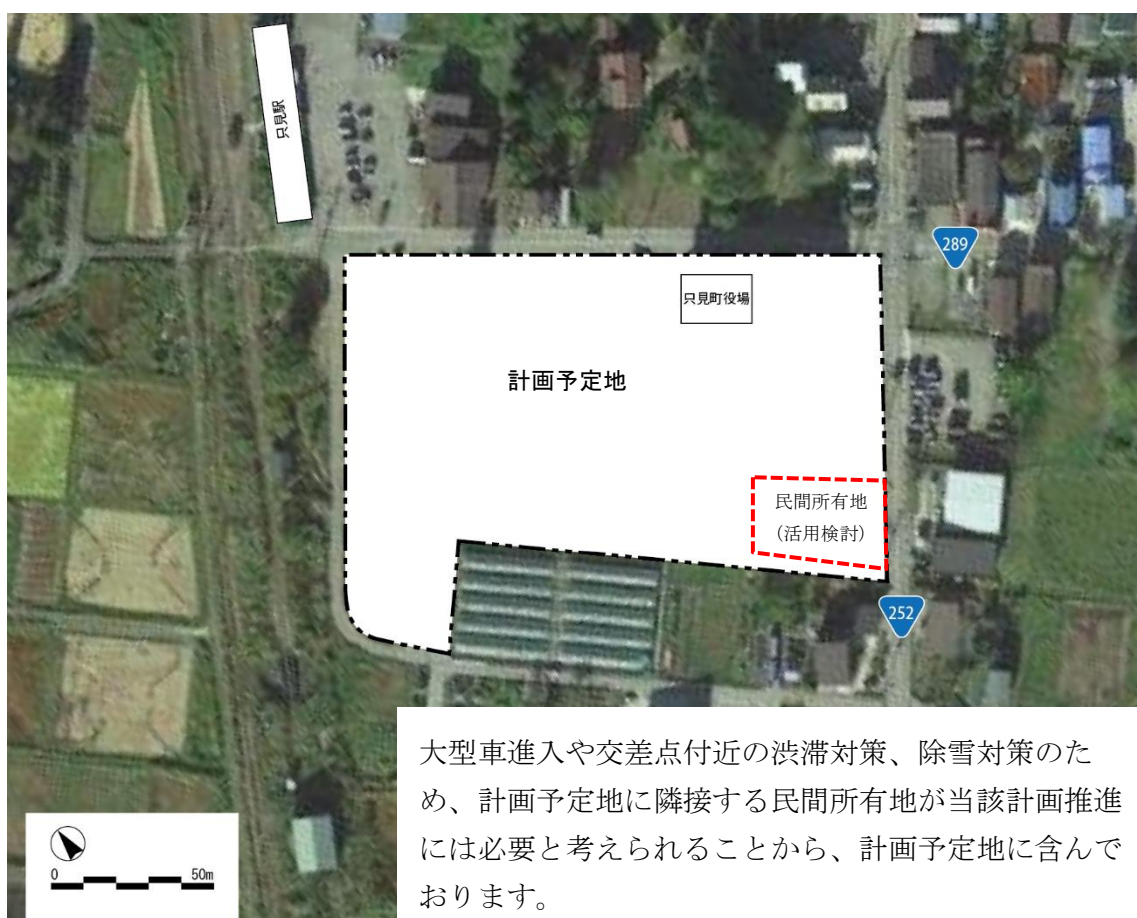 只見駅
289
只見町役場
計画予定地
民間所有地
(活用検討)
252
大型車進入や交差点付近の渋滞対策、除雪対策のた
め、計画予定地に隣接する民間所有地が当該計画推進
には必要と考えられることから、計画予定地に含んで
おります。
0 50m